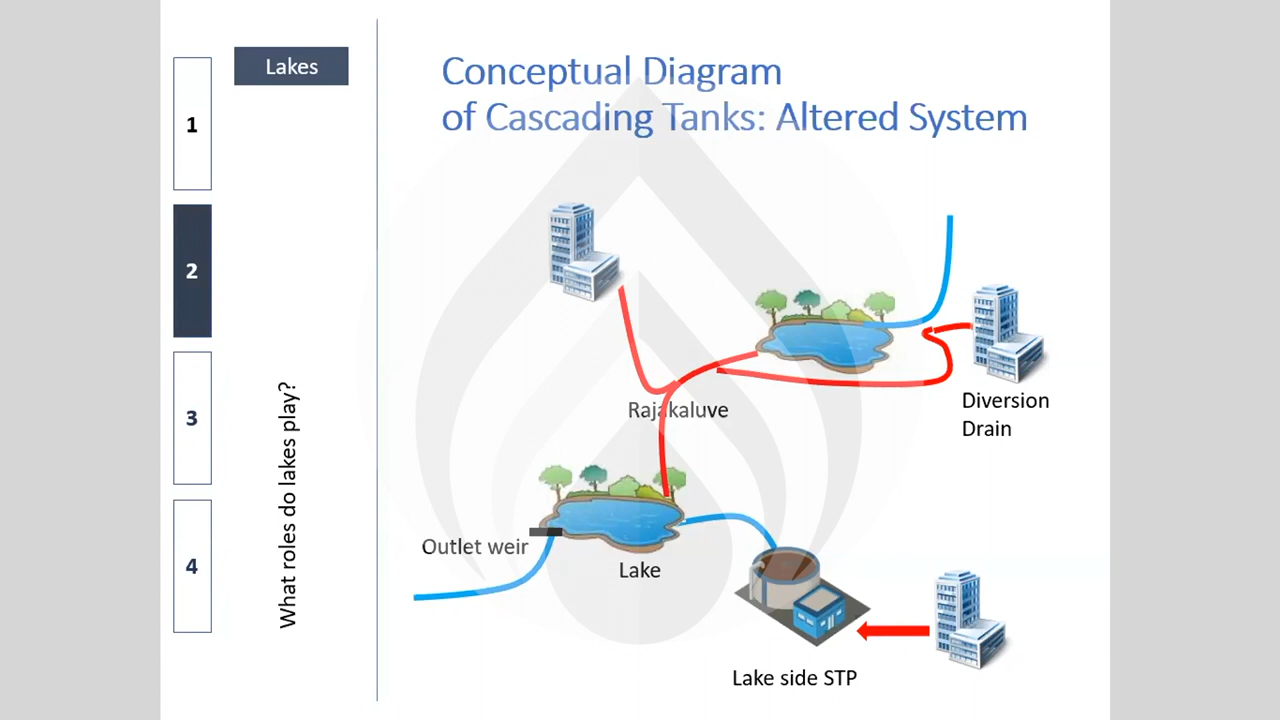 Lakes
1
2
3
4
What roles do lakes play?
Conceptual Diagram
of Cascading Tanks: Altered System
Rajakaluve
Diversion
Drain
Outlet weir
Lake
Lake side STP